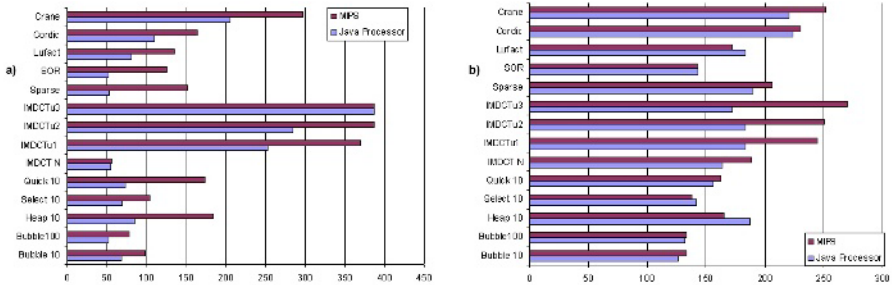 a)
Crane
Cordic
Lufact
SOR
Sparse
IMDCTu3
IMDCTu2
IMDCTu1
IMDCT N
Quick 10
Select 10
Heap 10
Bubble100
Bubble 10
MIPS
Java Processor
0 50 100 150 200 250 300 350 400 450
b)
Crane
Cordic
Lufact
SOR
Sparse
IMDCTu3
IMDCTu2
IMDCTu1
IMDCT N
Quick 10
Select 10
Heap 10
Bubble100
Bubble 10
MIPS
Java Processor
0 50 100 150 200 250 300